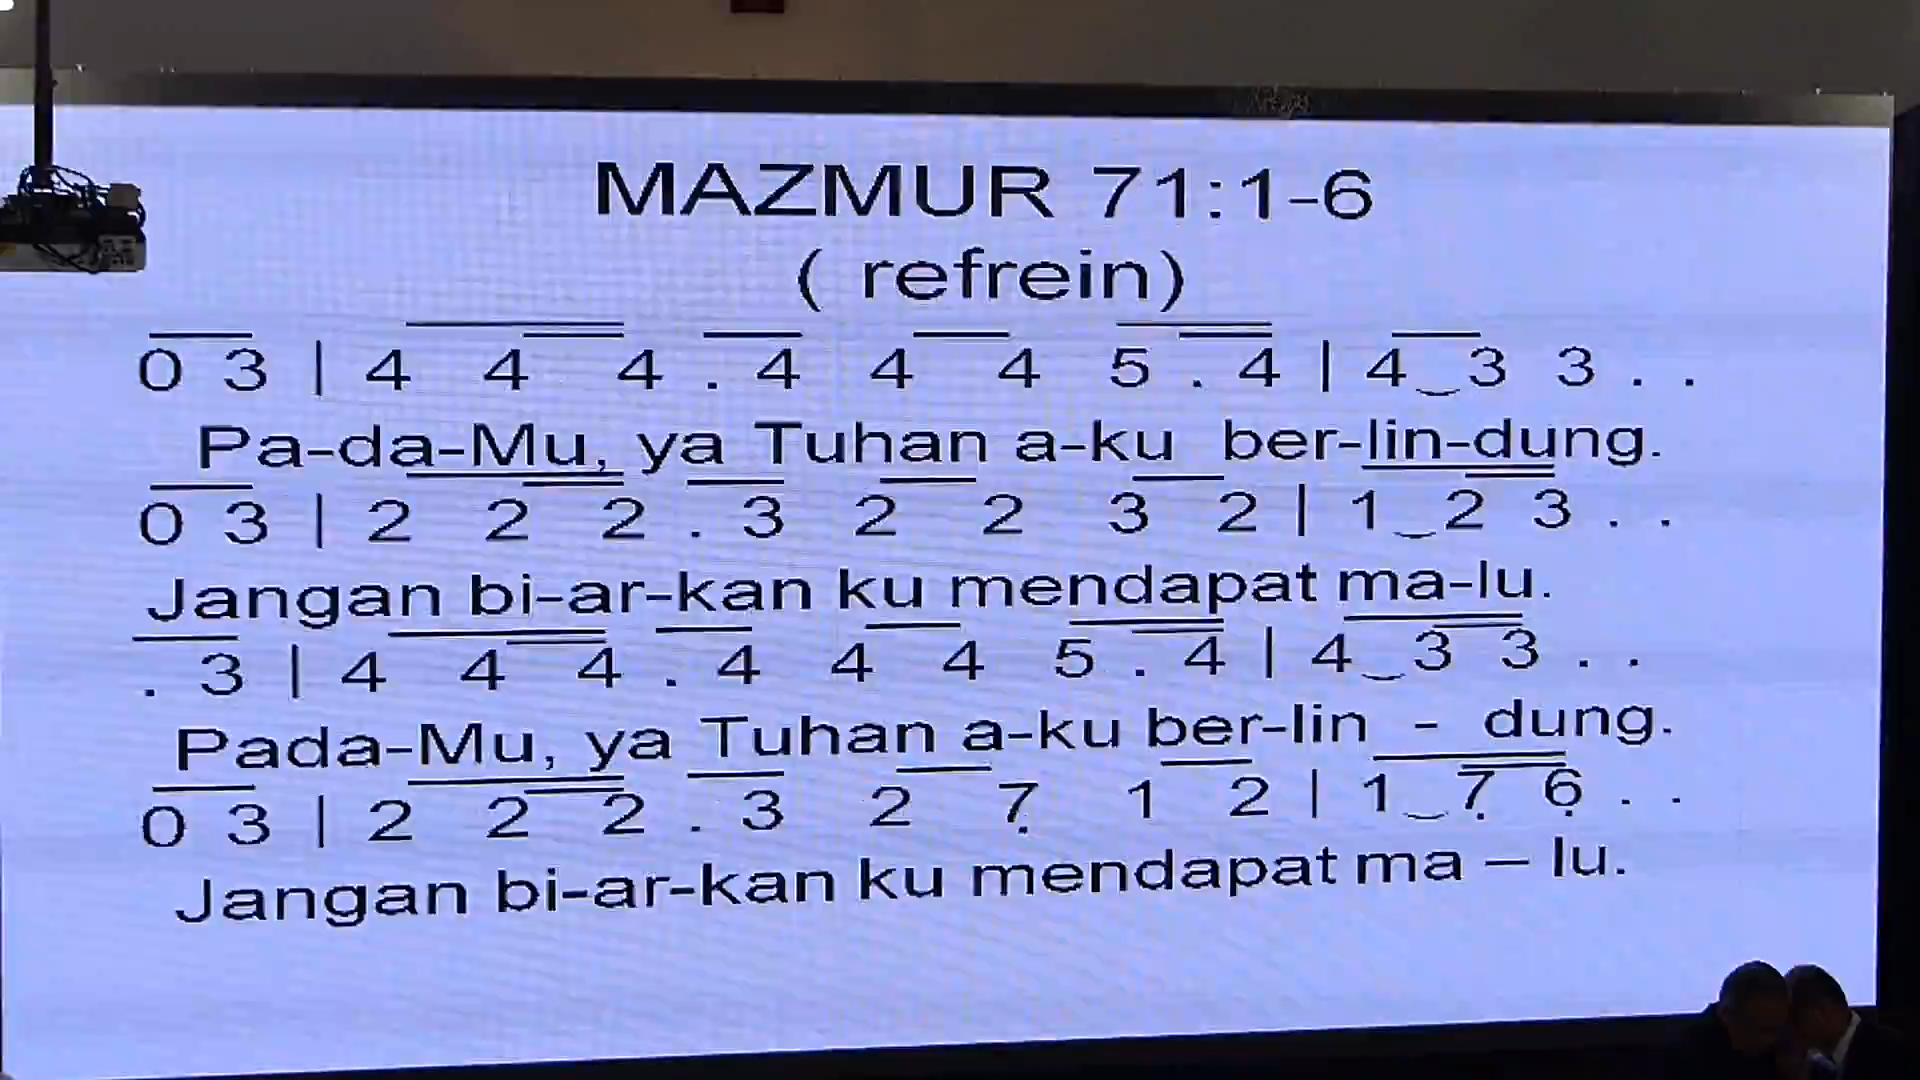 MAZMUR 71:1-6
( refrein)
0 3 | 4 4 4 . 4 4 4 5 . 4 | 4‿3 3 . .
Pa-da-Mu, ya Tuhan a-ku ber-lin-dung.
0 3 | 2 2 2 . 3 2 2 3 2 | 1‿2 3 . .
Jangan bi-ar-kan ku mendapat ma-lu.
. 3 | 4 4 4 . 4 4 4 5 . 4 | 4‿3 3 . .
Pada-Mu, ya Tuhan a-ku ber-lin - dung.
0 3 | 2 2 2 . 3 2 7̣ 1 2 | 1‿7̣ 6̣ . .
Jangan bi-ar-kan ku mendapat ma – lu.